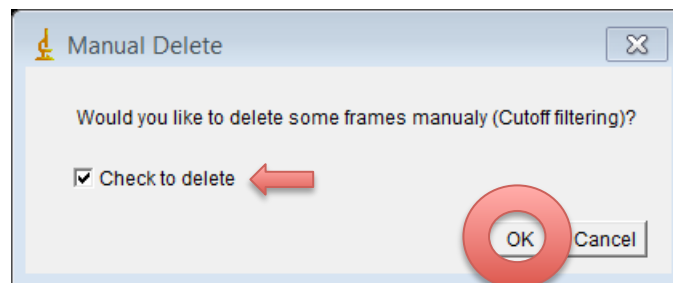 Manual Delete
Would you like to delete some frames manualy (Cutoff filtering)?
Check to delete
OK Cancel